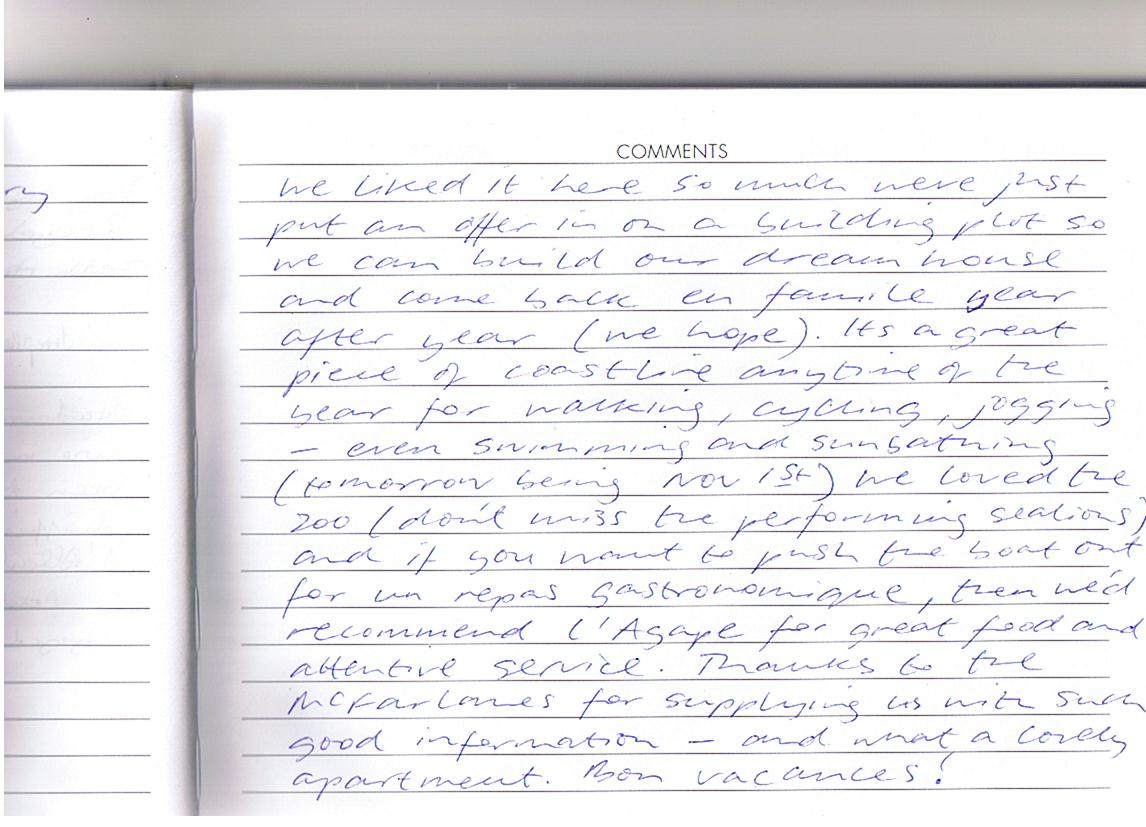 COMMENTS
ry
We liked it here so much were just
put an offer in on a building plot so
we can build our dream house
and come back en famile year
after year (we hope). Its a great
piece of coastline anytime of the
year for walking, cycling, jogging
- even swimming and sunbathing
(tomorrow being Nov 1st) We loved the
zoo (don't miss the performing sealions)
and if you want to push the boat out
for un repas gastronomique, then we'd
recommend L'Agape for great food and
attentive service. Thanks to the
McFarlanes for supplying us with such
good information - and what a lovely
apartment. Bon vacances!